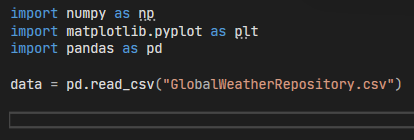 import numpy as np
import matplotlib.pyplot as plt
import pandas as pd
data = pd.read_csv("GlobalWeatherRepository.csv")